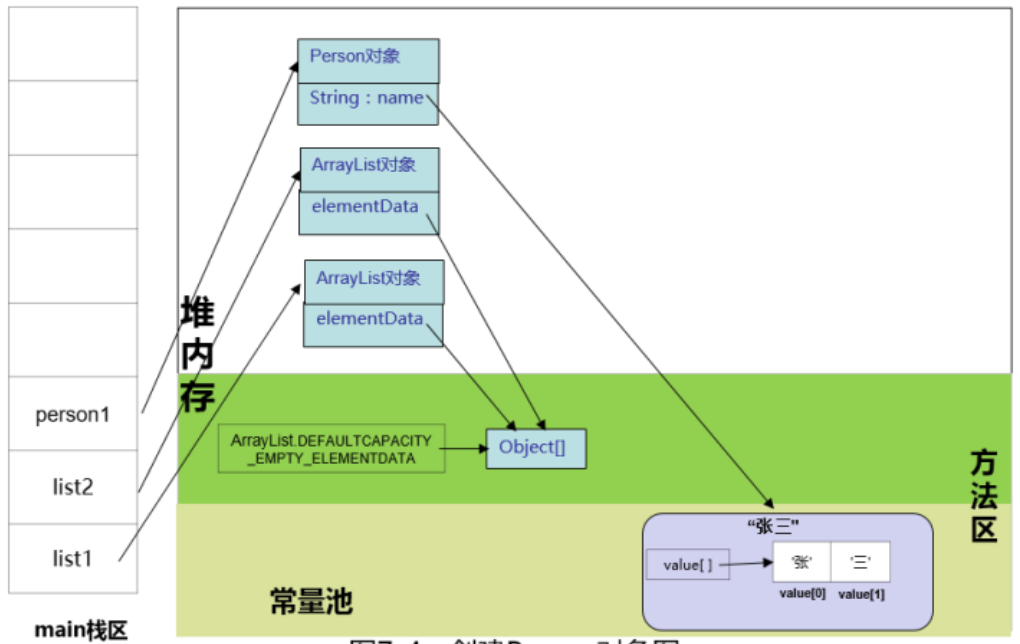 Person对象
String：name
ArrayList对象
elementData
ArrayList对象
elementData
堆内存
person1
list2
list1
main栈区
ArrayList.DEFAULTCAPACITY
_EMPTY_ELEMENTDATA
Object[]
方法区
常量池
“张三"
value[ ]
'张'
'三'
value[0]
value[1]